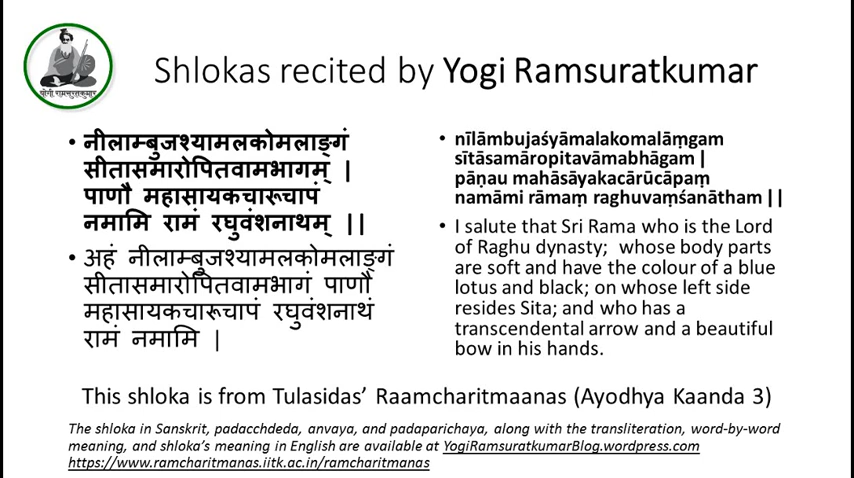 योगी रामसुरतकुमार
Shlokas recited by Yogi Ramsuratkumar
• नीलाम्बुजश्यामलकोमलाङ्गं
सीतासमारोपितवामभागम् |
पाणौ महासायकचारूचापं
नमामि रामं रघुवंशनाथम् ||
• अहं नीलाम्बुजश्यामलकोमलाङ्गं
सीतासमारोपितवामभागं पाणौ
महासायकचारूचापं रघुवंशनाथं
रामं नमामि |
• nīlāmbujaśyāmalakomalāṃgam
sītāsamāropitavāmabhāgam |
pāṇau mahāsāyakacārūcāpaṃ
namāmi rāmaṃ raghuvaṃśanātham ||
• I salute that Sri Rama who is the Lord
of Raghu dynasty; whose body parts
are soft and have the colour of a blue
lotus and black; on whose left side
resides Sita; and who has a
transcendental arrow and a beautiful
bow in his hands.
This shloka is from Tulasidas’ Raamcharitmaanas (Ayodhya Kaanda 3)
The shloka in Sanskrit, padacchdeda, anvaya, and padaparichaya, along with the transliteration, word-by-word
meaning, and shloka’s meaning in English are available at YogiRamsuratkumarBlog.wordpress.com
https://www.ramcharitmanas.iitk.ac.in/ramcharitmanas